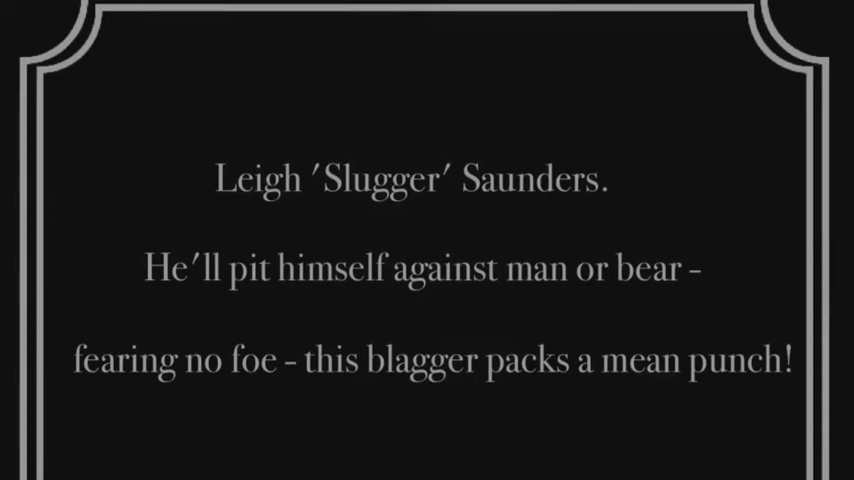 Leigh 'Slugger' Saunders.
He'll pit himself against man or bear -
fearing no foe - this blagger packs a mean punch!